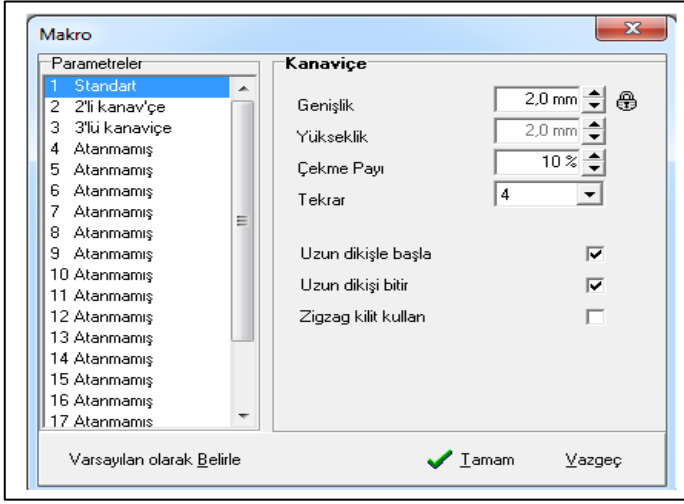 Makro
Parametreler
1 Standart
2 2'li kanav'çe
3 3'lü kanaviçe
4 Atanmamış
5 Atanmamış
6 Atanmamış
7 Atanmamış
8 Atanmamış
9 Atanmamış
10 Atanmamış
11 Atanmamış
12 Atanmamış
13 Atanmamış
14 Atanmamış
15 Atanmamış
16 Atanmamış
17 Atanmamıs
Kanaviçe
Genişlik 2,0 mm
Yükseklik 2,0 mm
Çekme Payı 10 %
Tekrar 4
Uzun dikişle başla
Uzun dikişi bitir
Zigzag kilit kullan
Varsayılan olarak Belirle Tamam Vazgeç